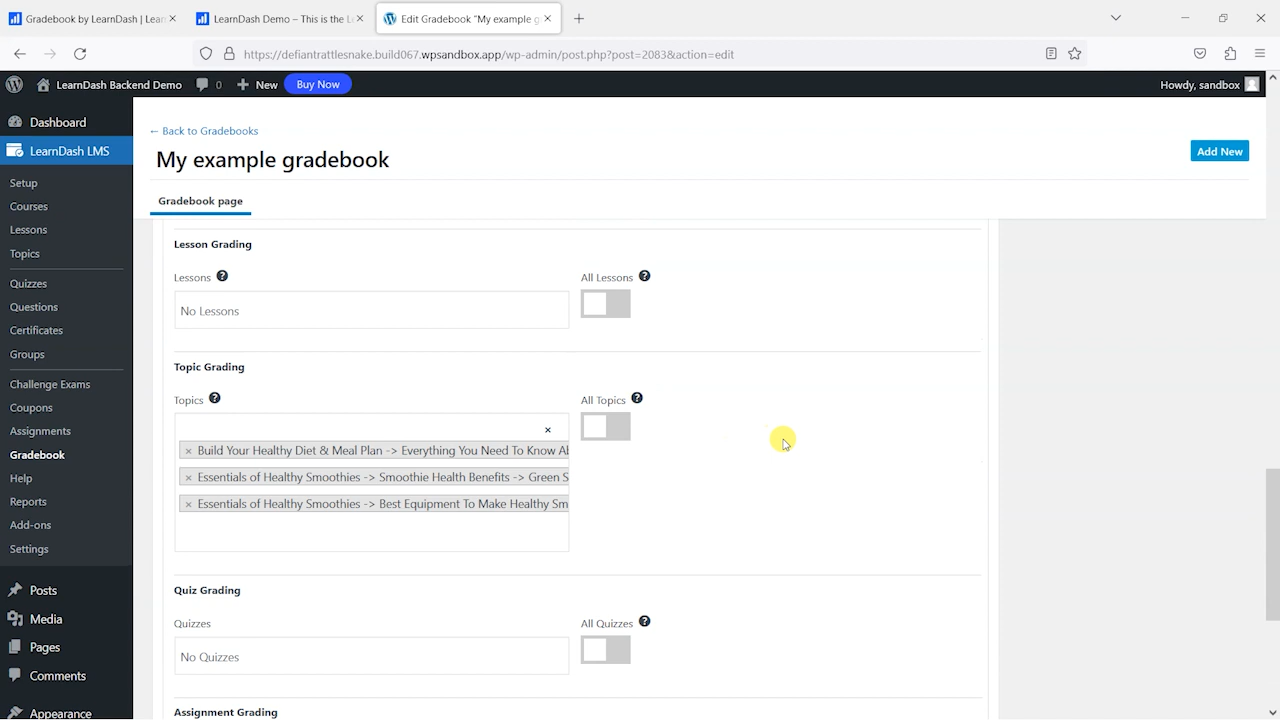 Gradebook by LearnDash | Lear
LearnDash Demo – This is the L
Edit Gradebook "My example g
https://defiantrattlesnake.build067.wpsandbox.app/wp-admin/post.php?post=2083&action=edit
LearnDash Backend Demo
0
New
Buy Now
Howdy, sandbox
Dashboard
LearnDash LMS
Setup
Courses
Lessons
Topics
Quizzes
Questions
Certificates
Groups
Challenge Exams
Coupons
Assignments
Gradebook
Help
Reports
Add-ons
Settings
Posts
Media
Pages
Comments
Appearance
← Back to Gradebooks
My example gradebook
Add New
Gradebook page
Lesson Grading
Lessons
All Lessons
No Lessons
Topic Grading
Topics
All Topics
× Build Your Healthy Diet & Meal Plan -> Everything You Need To Know Al
× Essentials of Healthy Smoothies -> Smoothie Health Benefits -> Green S
× Essentials of Healthy Smoothies -> Best Equipment To Make Healthy Sm
Quiz Grading
Quizzes
All Quizzes
No Quizzes
Assignment Grading